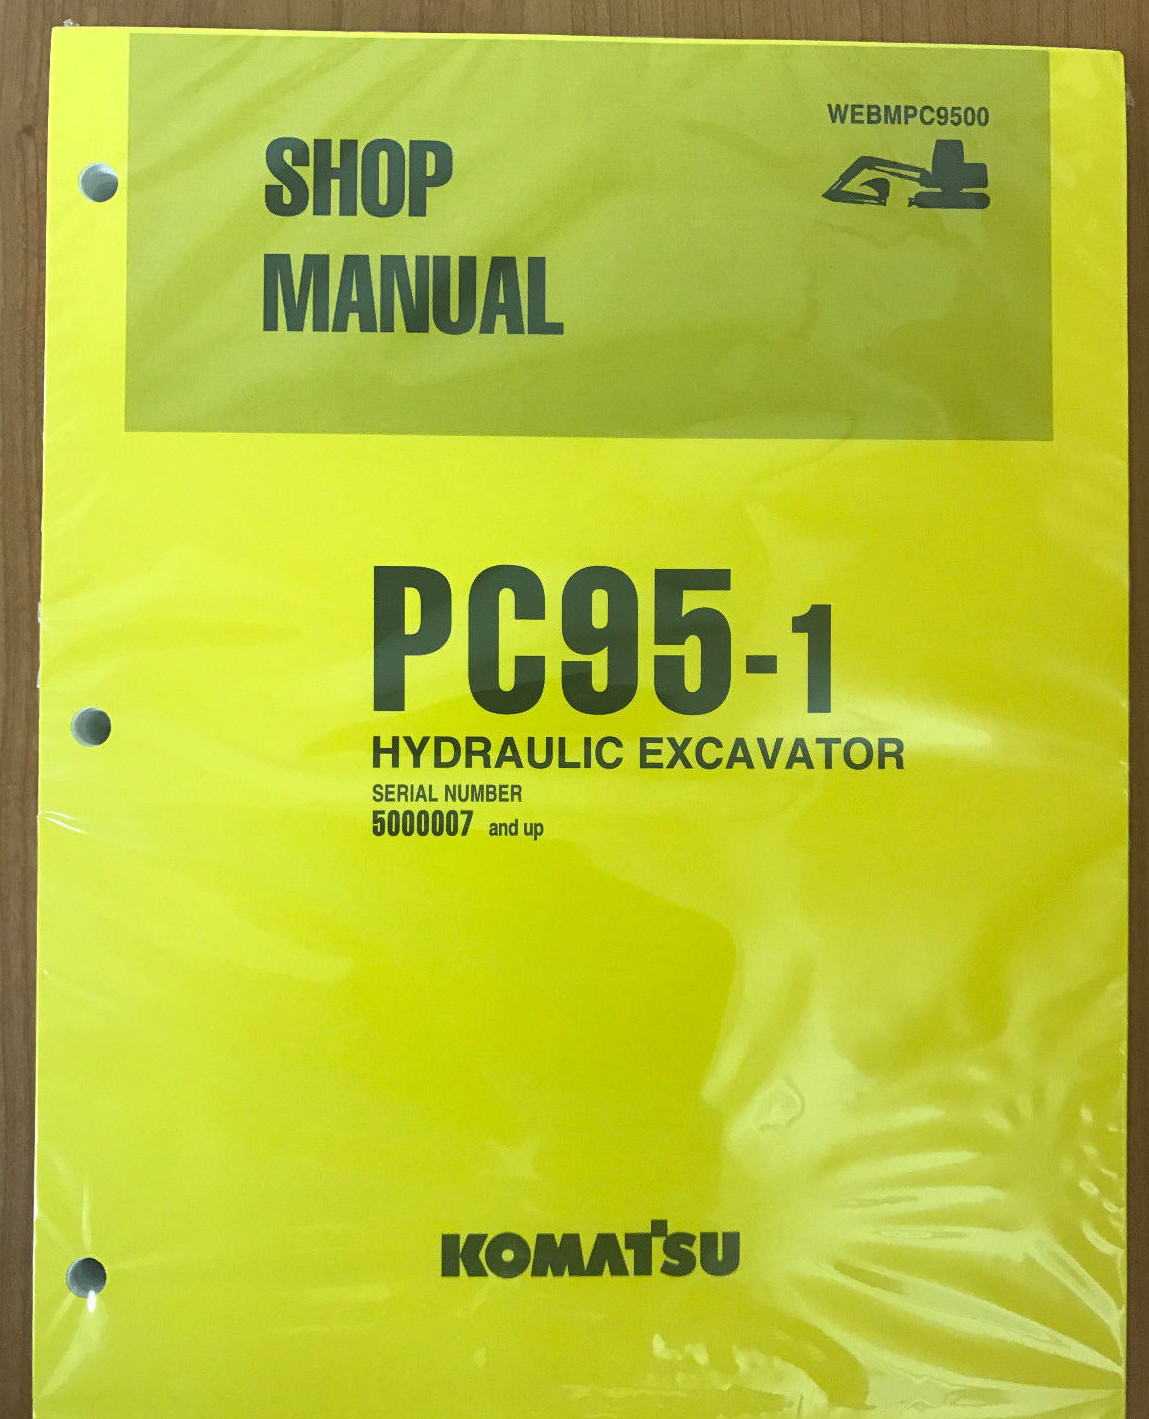 WEBMPC9500
SHOP
MANUAL
PC95-1
HYDRAULIC EXCAVATOR
SERIAL NUMBER
5000007 and up
KOMATSU